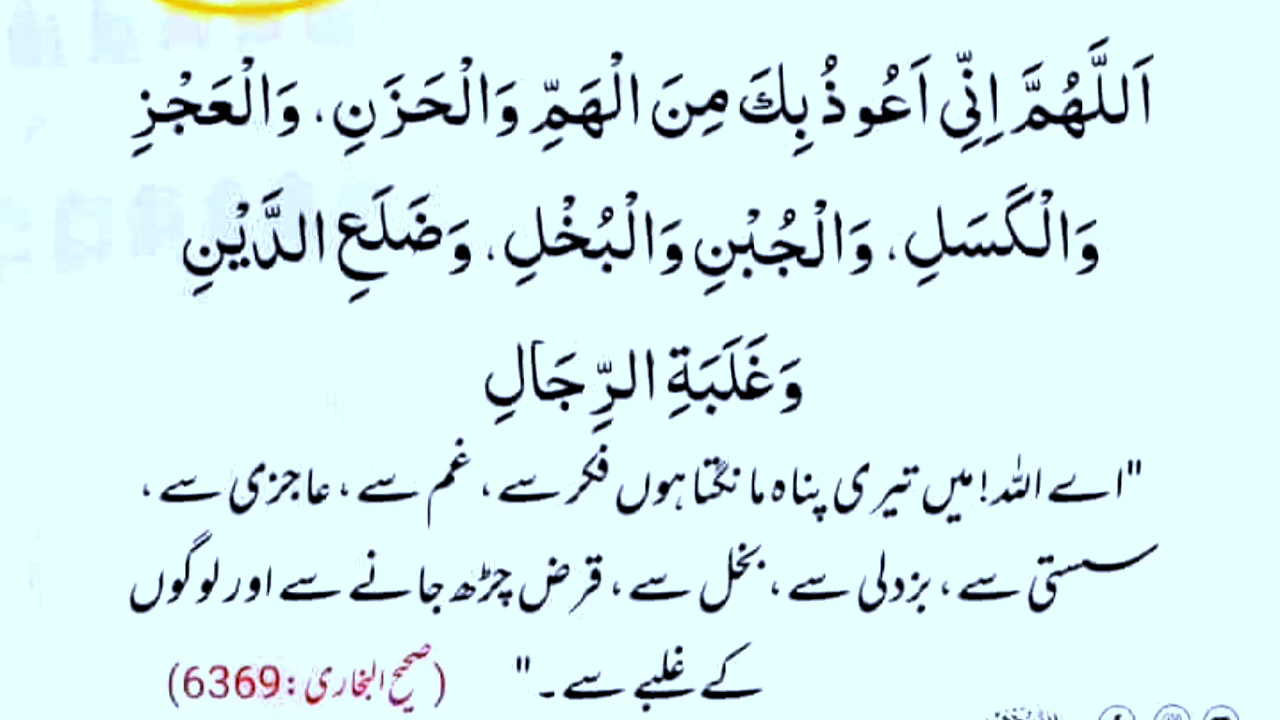 اَللَّهُمَّ اِنِّي اَعُوذُ بِكَ مِنَ الْهَمِّ وَالْحَزَنِ، وَالْعَجْزِ
وَالْكَسَلِ، وَالْجُبْنِ وَالْبُخْلِ، وَضَلَعِ الدَّيْنِ
وَغَلَبَةِ الرِّجَالِ
"اے اللہ! میں تیری پناہ مانگتا ہوں فکر سے، غم سے، عاجزی سے،
سستی سے، بزدلی سے، بخل سے، قرض چڑھ جانے سے اور لوگوں
کے غلبے سے۔" (صحیح البخاری: 6369)